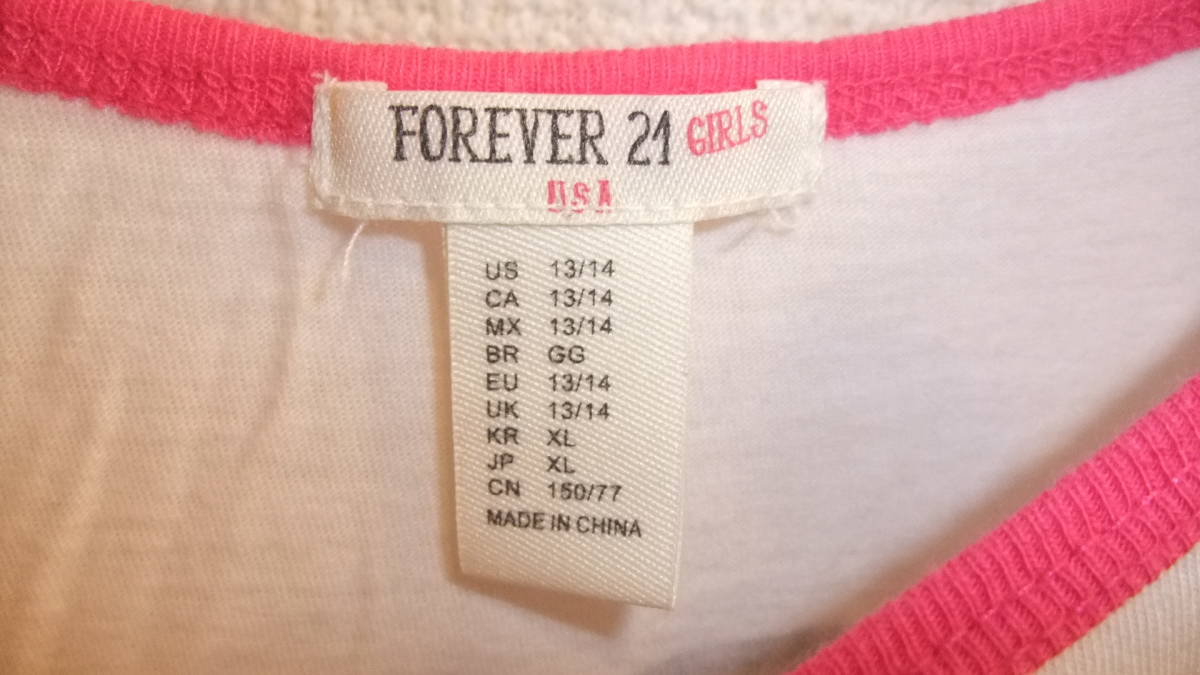 FOREVER 21 GIRLS
USA
US 13/14
CA 13/14
MX 13/14
BR GG
EU 13/14
UK 13/14
KR XL
JP XL
CN 150/77
MADE IN CHINA